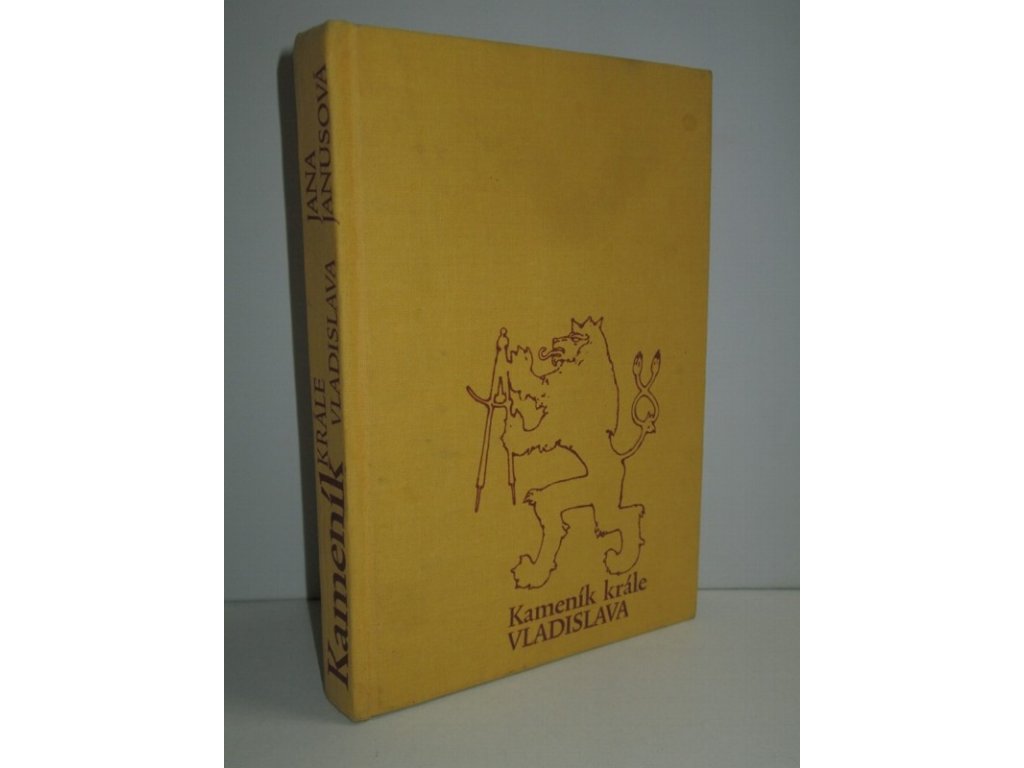 JANA
JANUSOVÁ
Kameník
KRÁLE
VLADISLAVA
Kameník krále
VLADISLAVA